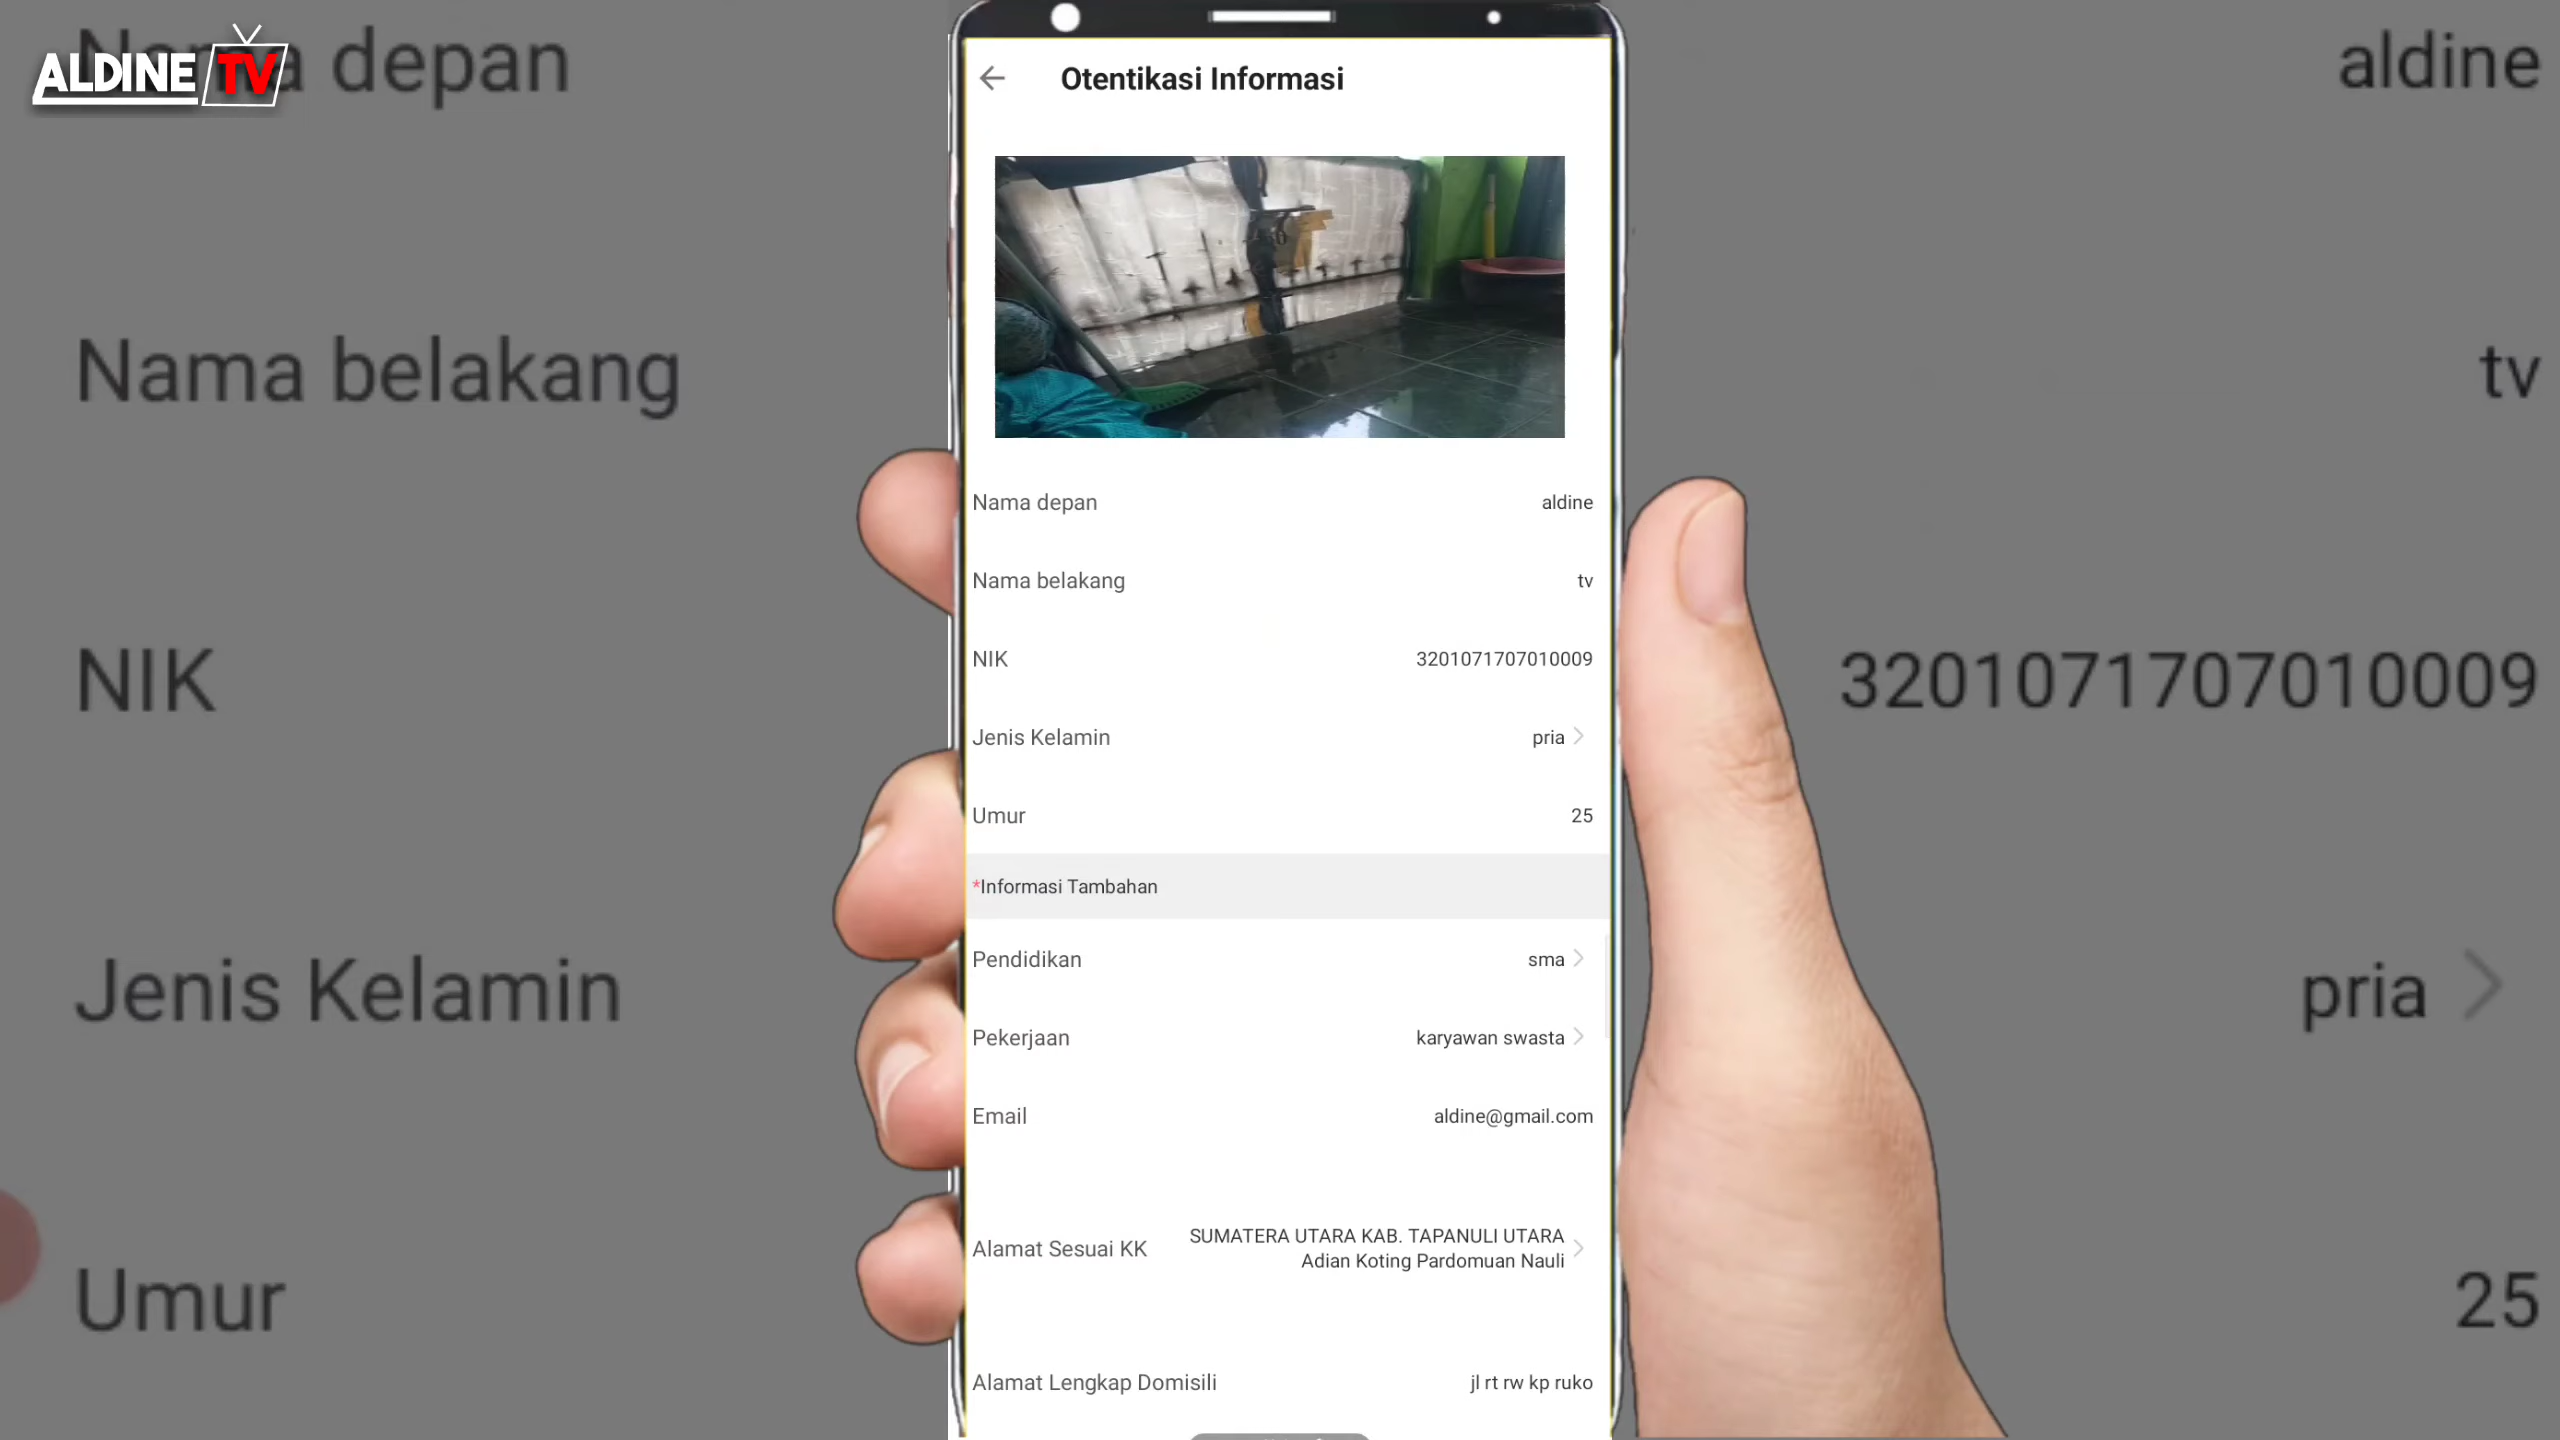 ALDINE TV
Otentikasi Informasi
Nama depan aldine
Nama belakang tv
NIK 3201071707010009
Jenis Kelamin pria
Umur 25
*Informasi Tambahan
Pendidikan sma
Pekerjaan karyawan swasta
Email aldine@gmail.com
Alamat Sesuai KK SUMATERA UTARA KAB. TAPANULI UTARA
Adian Koting Pardomuan Nauli
Alamat Lengkap Domisili jl rt rw kp ruko
depan aldine
Nama belakang tv
NIK 3201071707010009
Jenis Kelamin pria
Umur 25